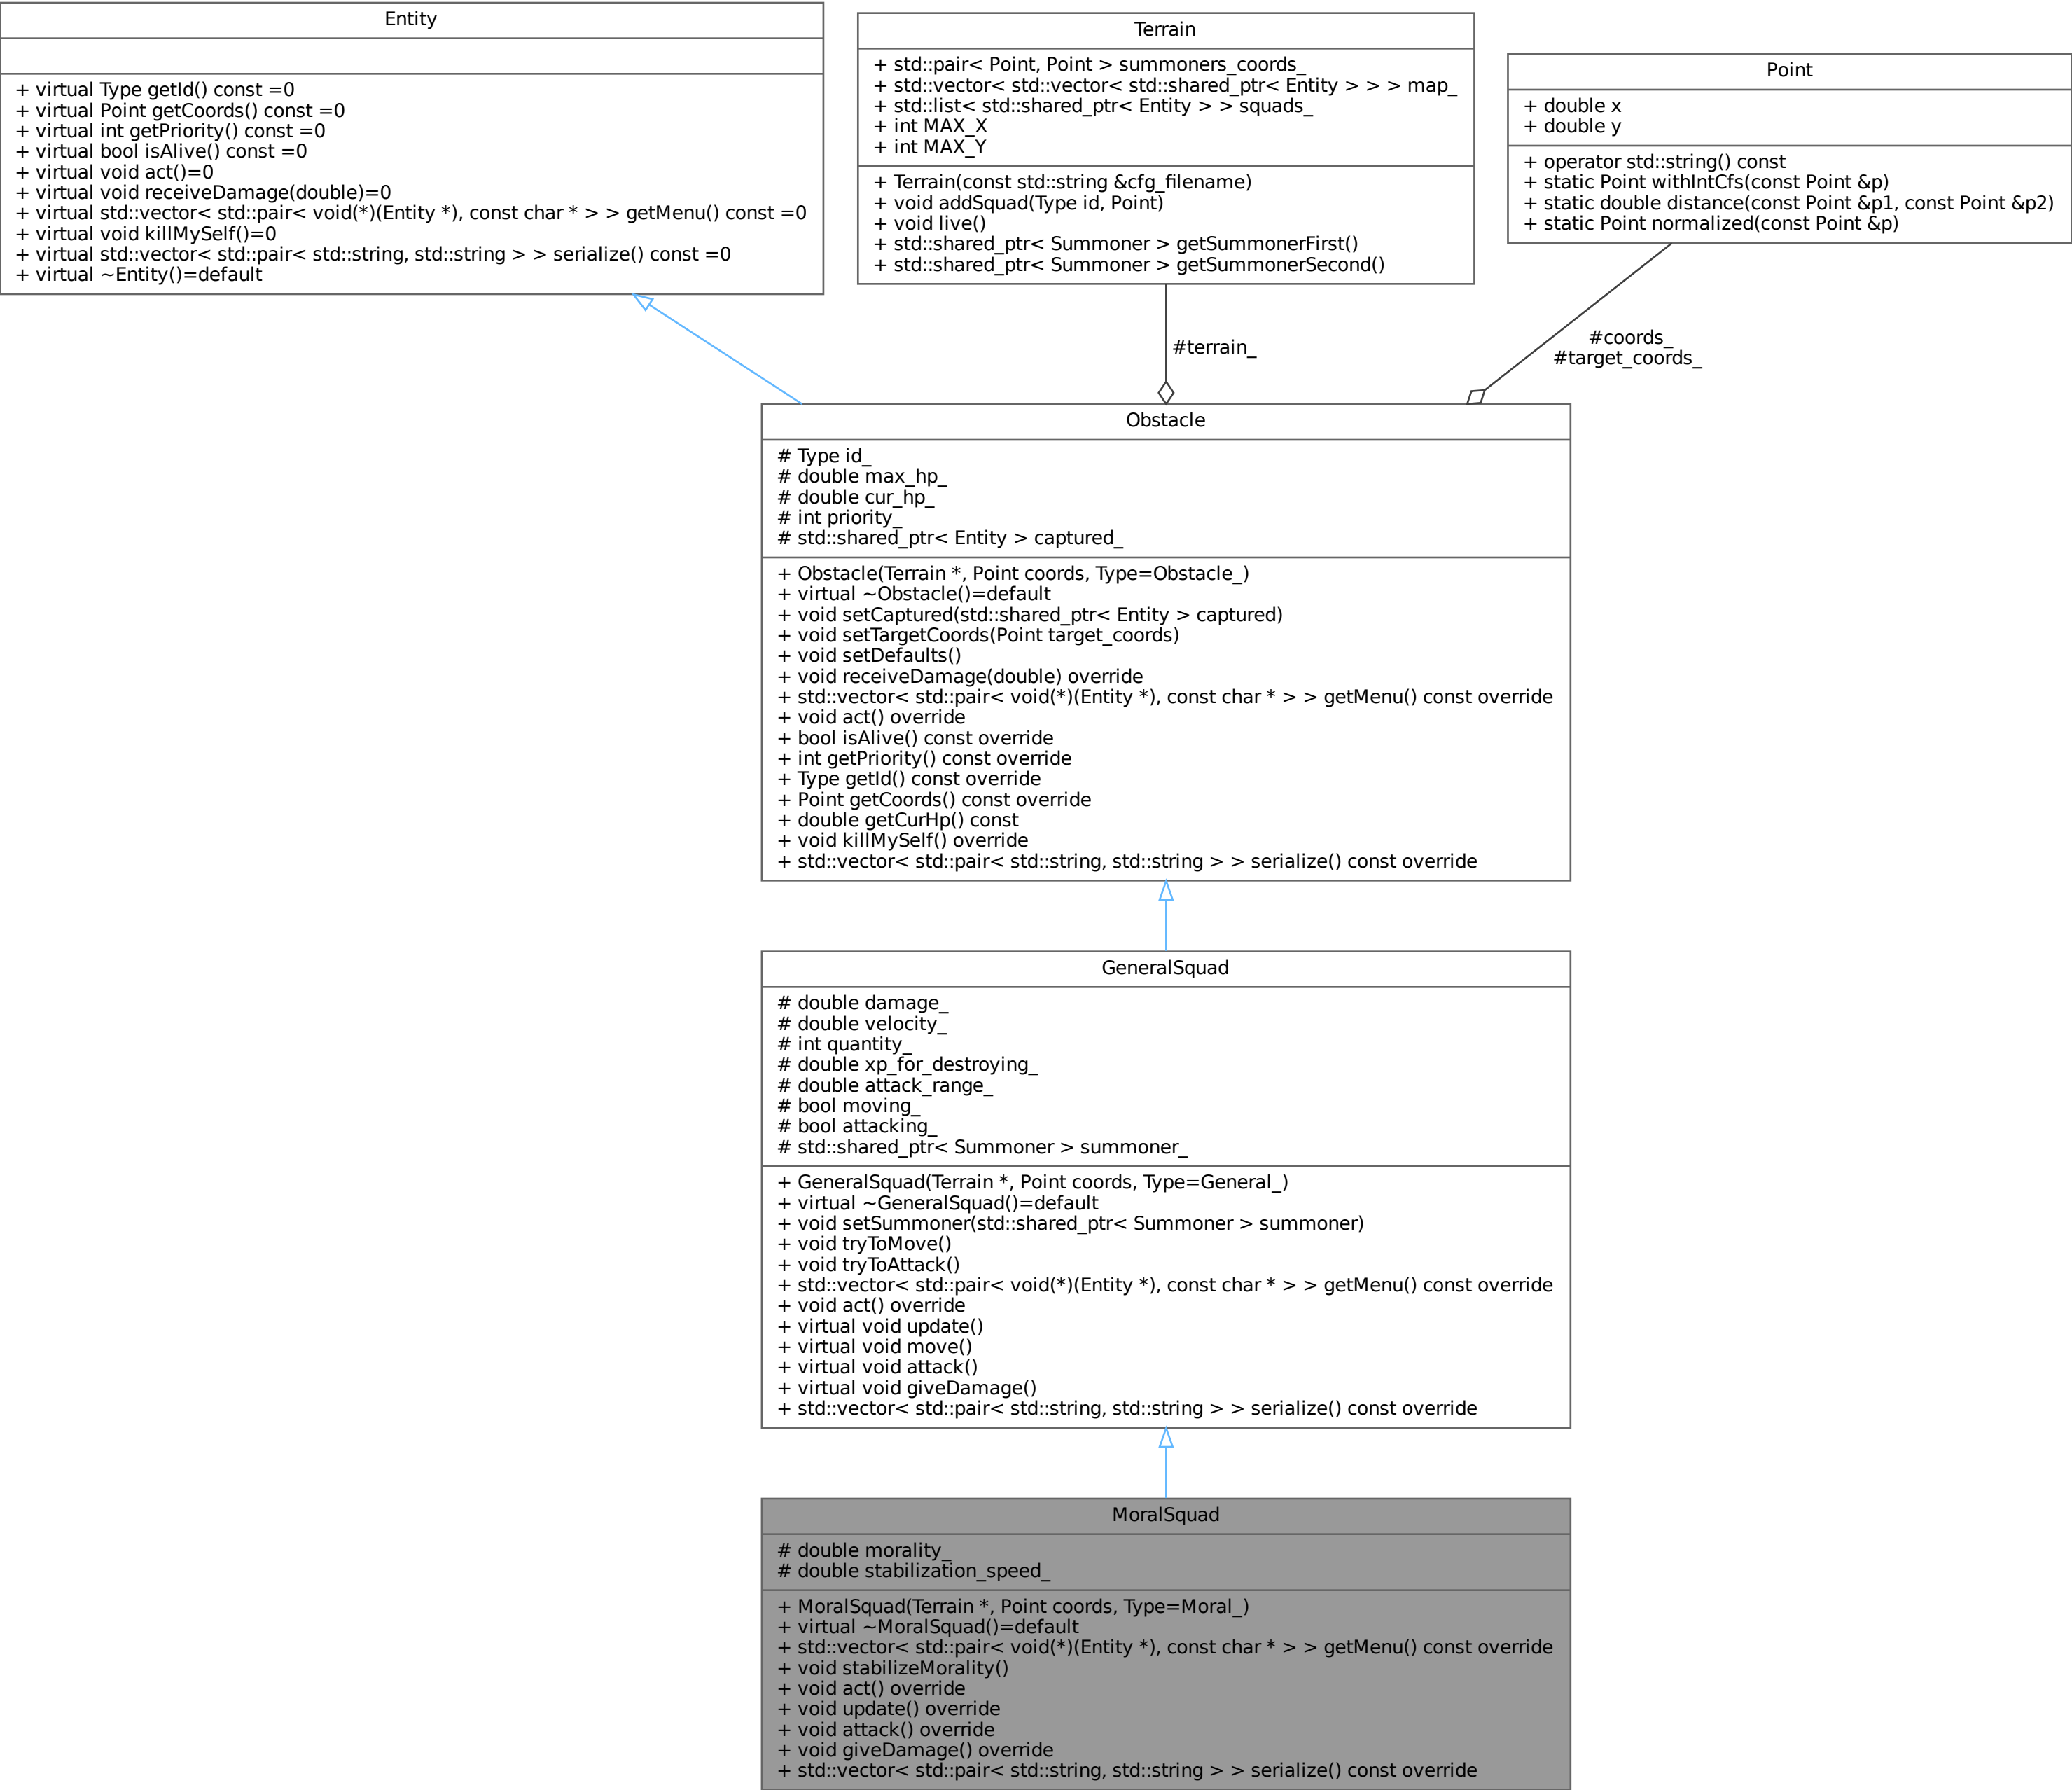 Entity
+ virtual Type getId() const =0
+ virtual Point getCoords() const =0
+ virtual int getPriority() const =0
+ virtual bool isAlive() const =0
+ virtual void act()=0
+ virtual void receiveDamage(double)=0
+ virtual std::vector< std::pair< void(*)(Entity *), const char * > > getMenu() const =0
+ virtual void killMySelf()=0
+ virtual std::vector< std::pair< std::string, std::string > > serialize() const =0
+ virtual ~Entity()=default
Terrain
+ std::pair< Point, Point > summoners_coords_
+ std::vector< std::vector< std::shared_ptr< Entity > > > map_
+ std::list< std::shared_ptr< Entity > > squads_
+ int MAX_X
+ int MAX_Y
+ Terrain(const std::string &cfg_filename)
+ void addSquad(Type id, Point)
+ void live()
+ std::shared_ptr< Summoner > getSummonerFirst()
+ std::shared_ptr< Summoner > getSummonerSecond()
Point
+ double x
+ double y
+ operator std::string() const
+ static Point withIntCfs(const Point &p)
+ static double distance(const Point &p1, const Point &p2)
+ static Point normalized(const Point &p)
#terrain_
#coords_
#target_coords_
Obstacle
# Type id_
# double max_hp_
# double cur_hp_
# int priority_
# std::shared_ptr< Entity > captured_
+ Obstacle(Terrain *, Point coords, Type=Obstacle_)
+ virtual ~Obstacle()=default
+ void setCaptured(std::shared_ptr< Entity > captured)
+ void setTargetCoords(Point target_coords)
+ void setDefaults()
+ void receiveDamage(double) override
+ std::vector< std::pair< void(*)(Entity *), const char * > > getMenu() const override
+ void act() override
+ bool isAlive() const override
+ int getPriority() const override
+ Type getId() const override
+ Point getCoords() const override
+ double getCurHp() const
+ void killMySelf() override
+ std::vector< std::pair< std::string, std::string > > serialize() const override
GeneralSquad
# double damage_
# double velocity_
# int quantity_
# double xp_for_destroying_
# double attack_range_
# bool moving_
# bool attacking_
# std::shared_ptr< Summoner > summoner_
+ GeneralSquad(Terrain *, Point coords, Type=General_)
+ virtual ~GeneralSquad()=default
+ void setSummoner(std::shared_ptr< Summoner > summoner)
+ void tryToMove()
+ void tryToAttack()
+ std::vector< std::pair< void(*)(Entity *), const char * > > getMenu() const override
+ void act() override
+ virtual void update()
+ virtual void move()
+ virtual void attack()
+ virtual void giveDamage()
+ std::vector< std::pair< std::string, std::string > > serialize() const override
MoralSquad
# double morality_
# double stabilization_speed_
+ MoralSquad(Terrain *, Point coords, Type=Moral_)
+ virtual ~MoralSquad()=default
+ std::vector< std::pair< void(*)(Entity *), const char * > > getMenu() const override
+ void stabilizeMorality()
+ void act() override
+ void update() override
+ void attack() override
+ void giveDamage() override
+ std::vector< std::pair< std::string, std::string > > serialize() const override